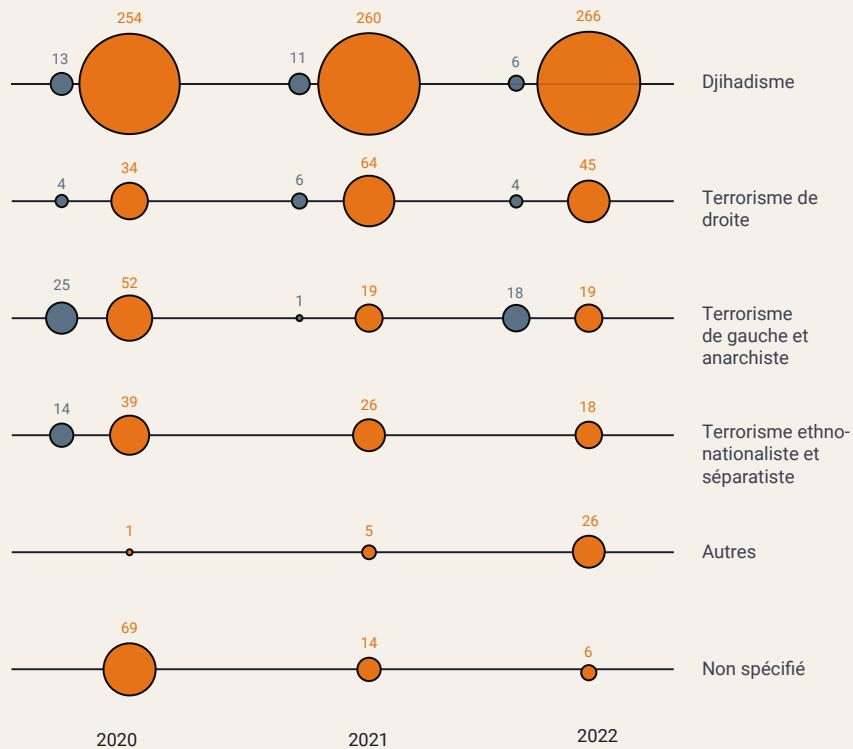 254
260
266
13
11
6
Djihadisme
34
64
45
4
6
4
Terrorisme de
droite
25
52
1
19
18
19
Terrorisme
de gauche et
anarchiste
14
39
26
18
Terrorisme ethno-
nationaliste et
séparatiste
1
5
26
Autres
69
14
6
Non spécifié
2020
2021
2022